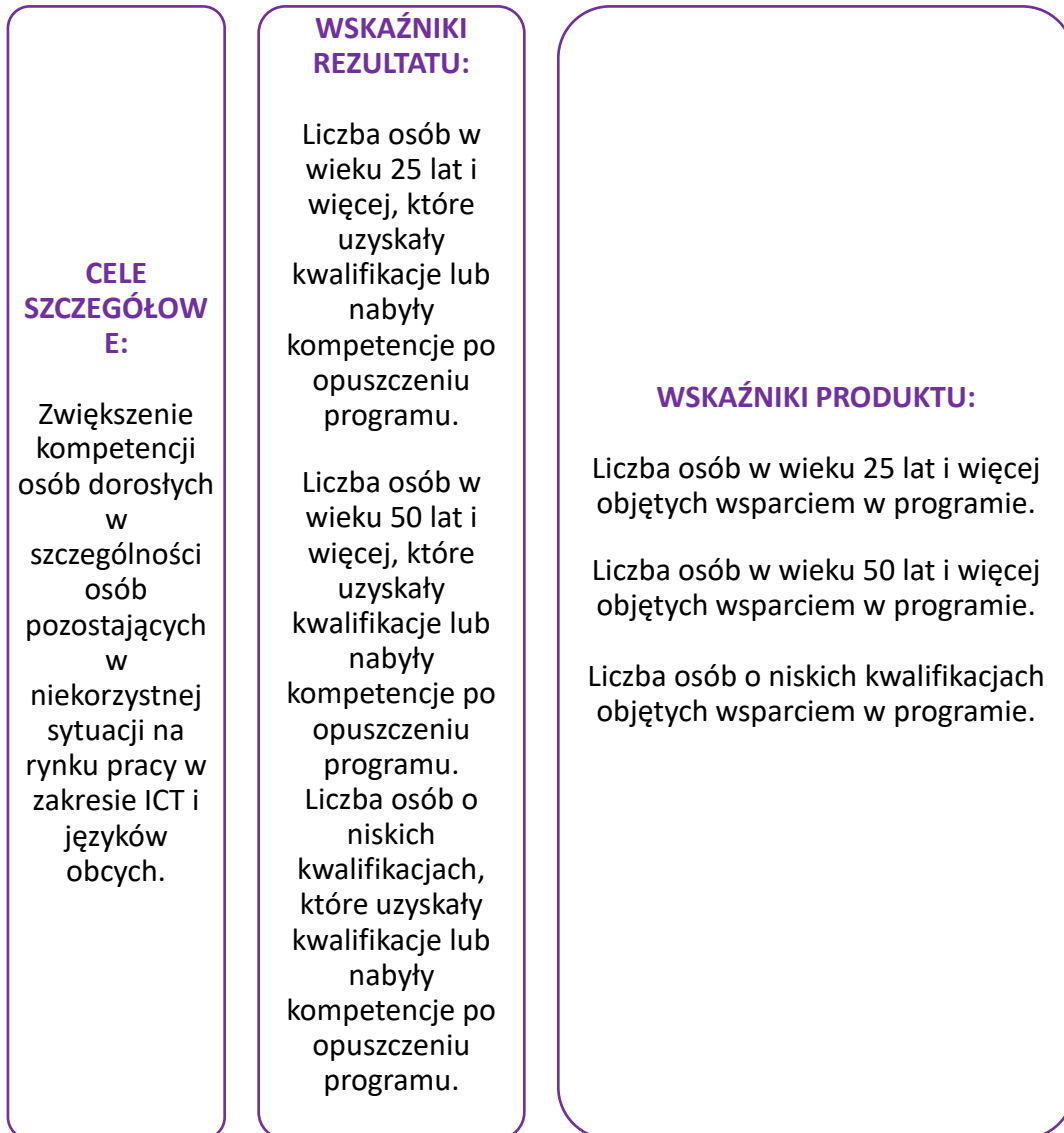 CELE
SZCZEGÓŁOW
E:
Zwiększenie
kompetencji
osób dorosłych
w
szczególności
osób
pozostających
w
niekorzystnej
sytuacji na
rynku pracy w
zakresie ICT i
języków
obcych.
WSKAŹNIKI
REZULTATU:
Liczba osób w
wieku 25 lat i
więcej, które
uzyskały
kwalifikacje lub
nabyły
kompetencje po
opuszczeniu
programu.
Liczba osób w
wieku 50 lat i
więcej, które
uzyskały
kwalifikacje lub
nabyły
kompetencje po
opuszczeniu
programu.
Liczba osób o
niskich
kwalifikacjach,
które uzyskały
kwalifikacje lub
nabyły
kompetencje po
opuszczeniu
programu.
WSKAŹNIKI PRODUKTU:
Liczba osób w wieku 25 lat i więcej
objętych wsparciem w programie.
Liczba osób w wieku 50 lat i więcej
objętych wsparciem w programie.
Liczba osób o niskich kwalifikacjach
objętych wsparciem w programie.